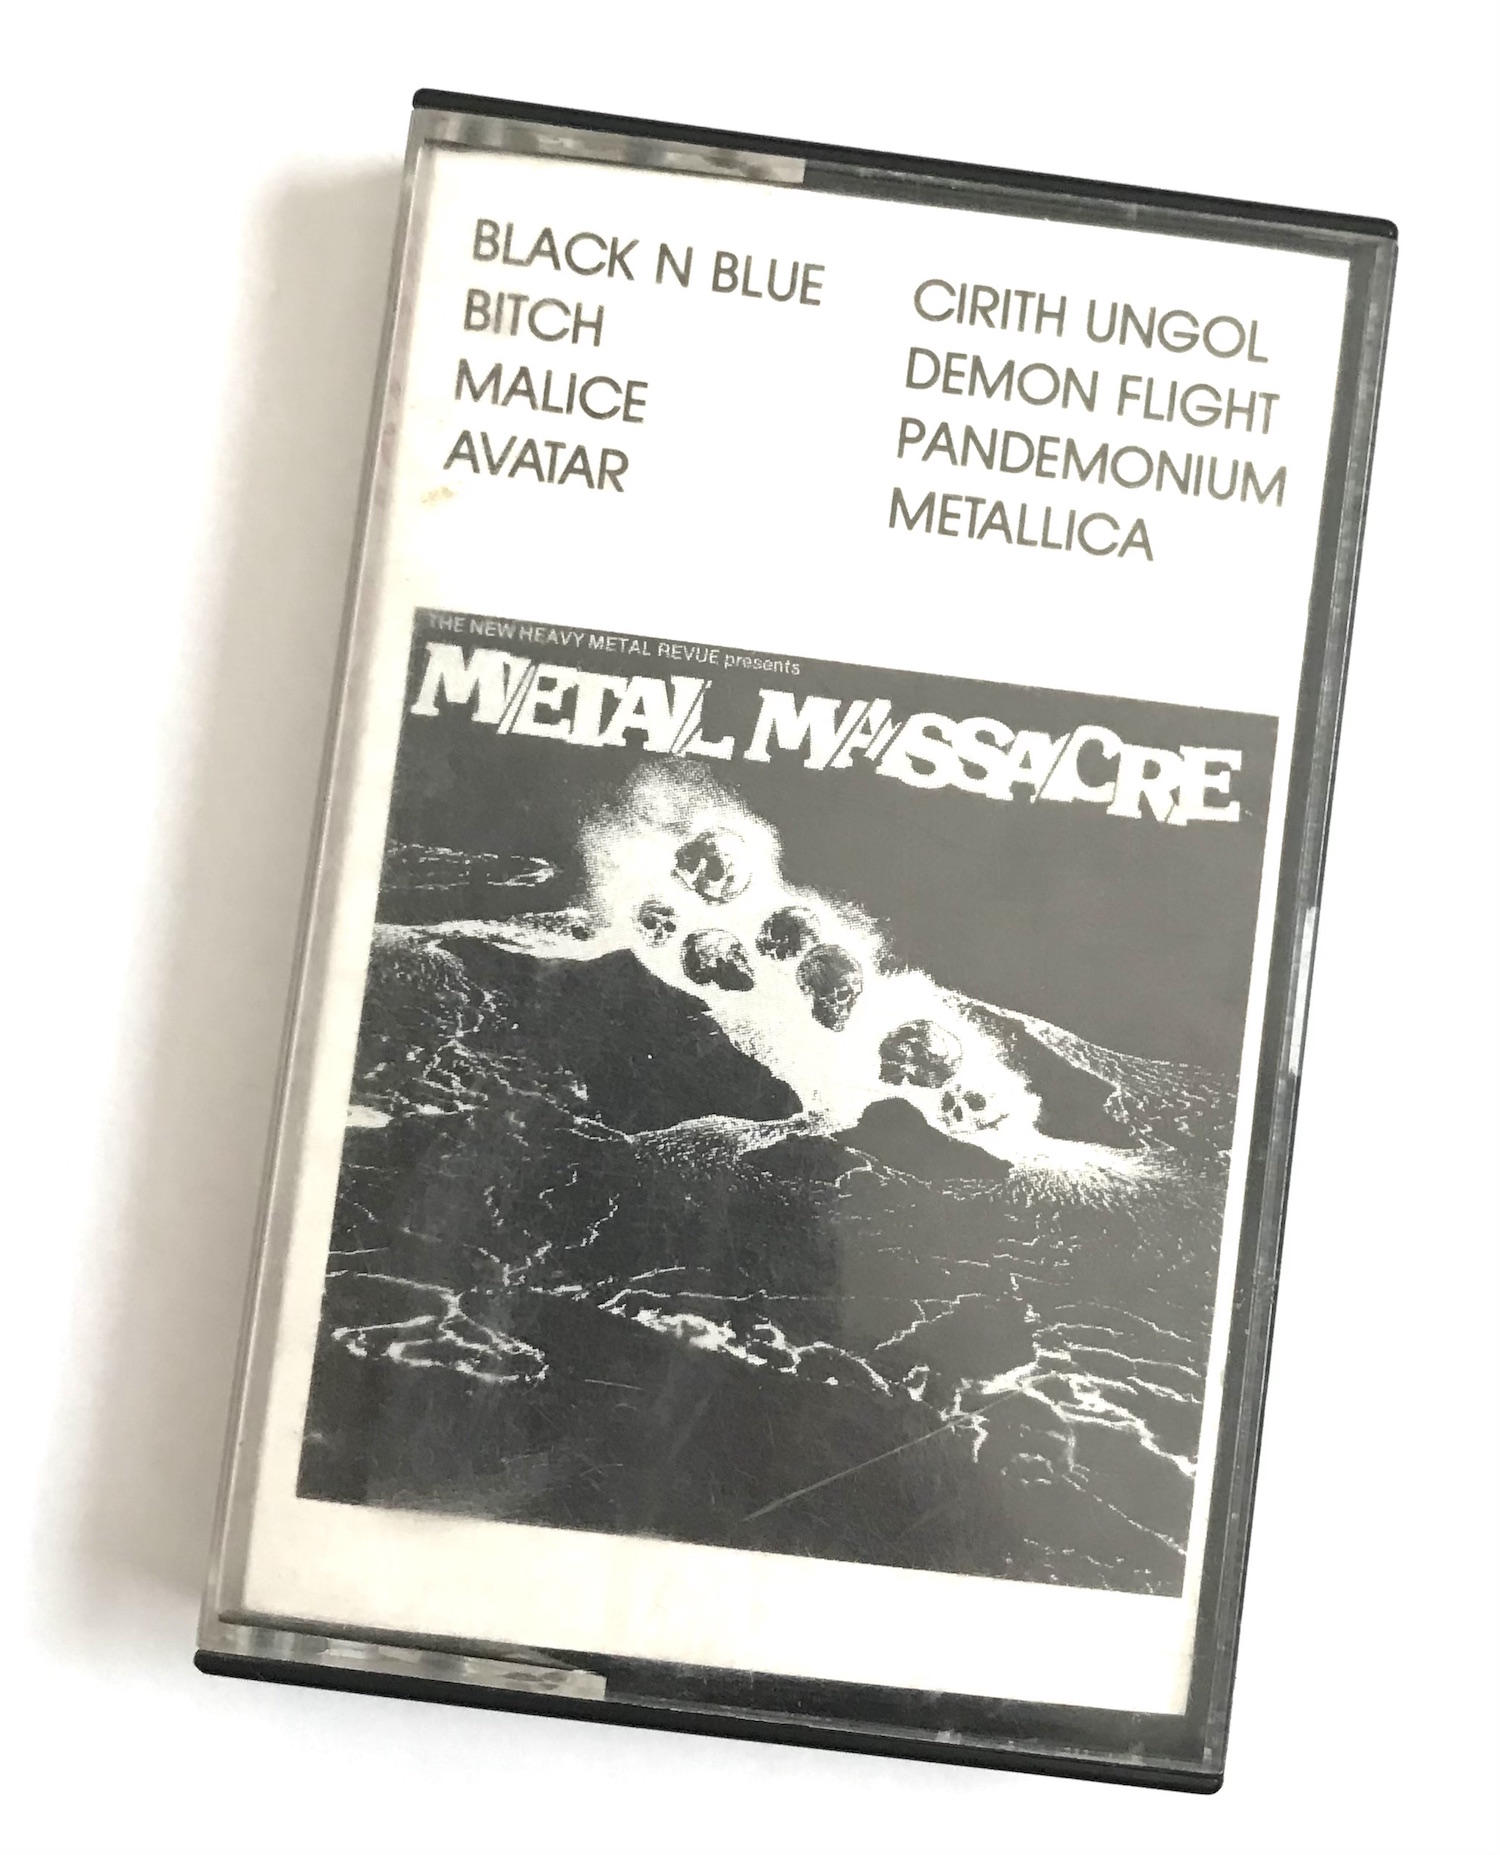 BLACK N BLUE
BITCH
MALICE
AVATAR
CIRITH UNGOL
DEMON FLIGHT
PANDEMONIUM
METALLICA
THE NEW HEAVY METAL REVUE presents
METAL MASSACRE